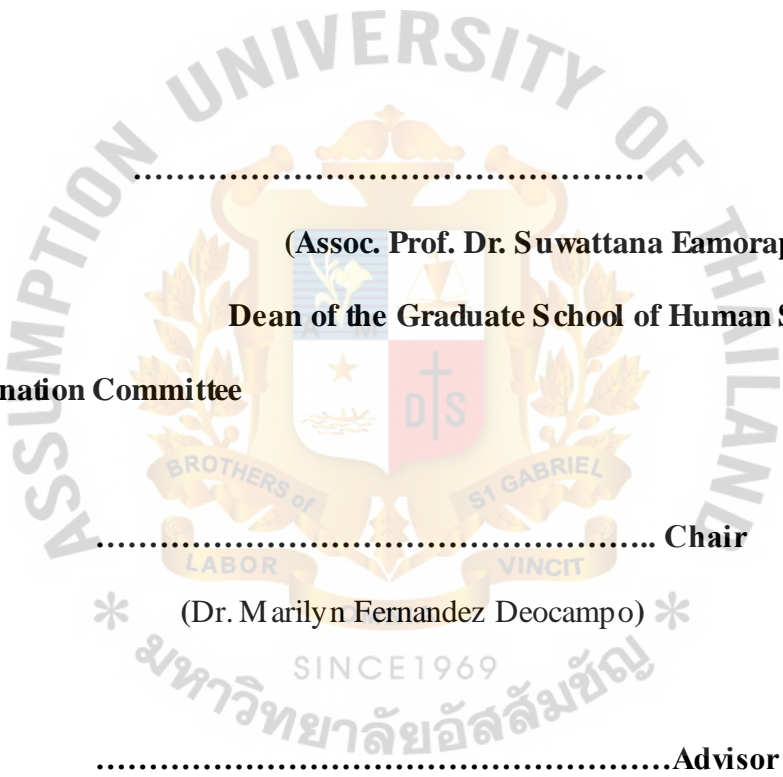 ASSUMPTION UNIVERSITY OF THAILAND
……………………………………………
(Assoc. Prof. Dr. Suwattana Eamorap
Dean of the Graduate School of Human S
nation Committee
A M
D S
BROTHERS of ST GABRIEL
……………………………………………….. Chair
LABOR VINCIT
(Dr. Marilyn Fernandez Deocampo)
SINCE 1969
มหาวิทยาลัยอัสสัมชัญ
…………………………………………………Advisor